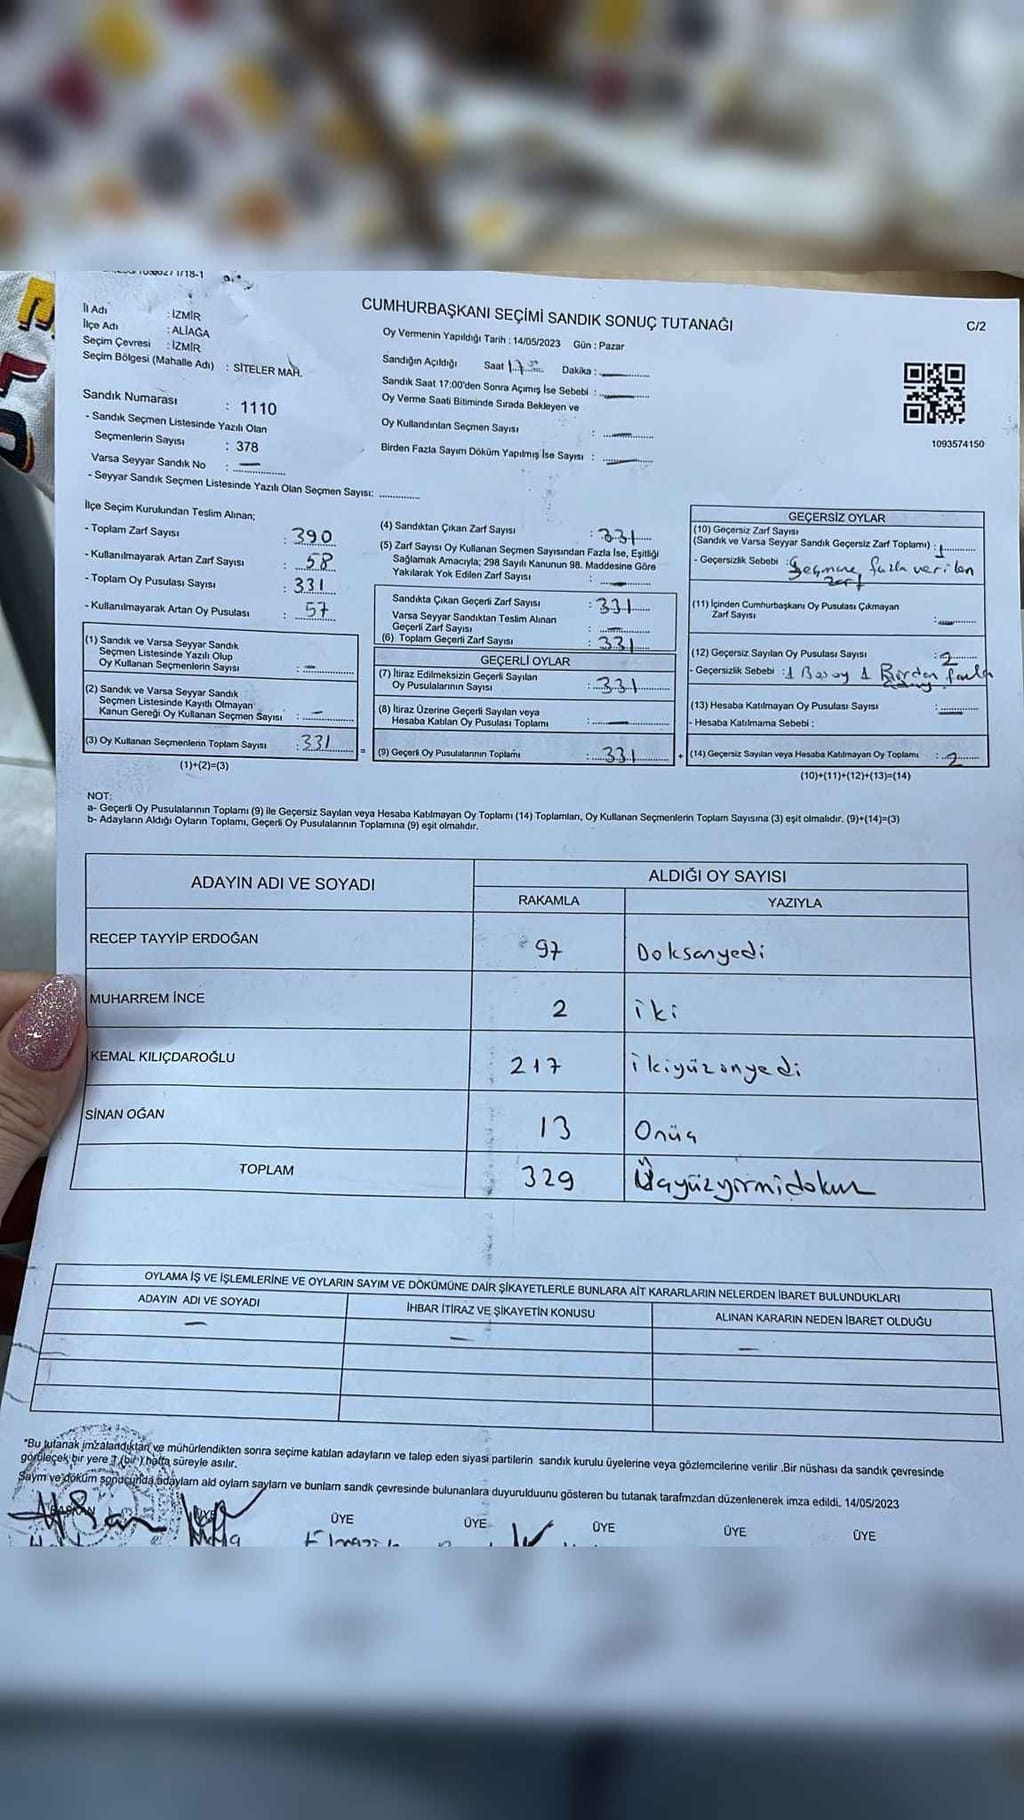 CUMHURBAŞKANI SEÇİMİ SANDIK SONUÇ TUTANAĞI
C/2
İl Adı : İZMİR
İlçe Adı : ALİAĞA
Seçim Çevresi : İZMİR
Seçim Bölgesi (Mahalle Adı) : SİTELER MAH.
Sandık Numarası : 1110
- Sandık Seçmen Listesinde Yazılı Olan
Seçmenlerin Sayısı : 378
Varsa Seyyar Sandık No : —
- Seyyar Sandık Seçmen Listesinde Yazılı Olan Seçmen Sayısı: ............
Oy Vermenin Yapıldığı Tarih : 14/05/2023 Gün : Pazar
Sandığın Açıldığı Saat 17 Dakika : —
Sandık Saat 17:00'den Sonra Açımış İse Sebebi : —
Oy Verme Saati Bitiminde Sırada Bekleyen ve
Oy Kullandırılan Seçmen Sayısı : —
Birden Fazla Sayım Döküm Yapılmış İse Sayısı : —
1093574150
İlçe Seçim Kurulundan Teslim Alınan;
- Toplam Zarf Sayısı : 390
- Kullanılmayarak Artan Zarf Sayısı : 58
- Toplam Oy Pusulası Sayısı : 331
- Kullanılmayarak Artan Oy Pusulası : 57
(1) Sandık ve Varsa Seyyar Sandık
Seçmen Listesinde Yazılı Olup
Oy Kullanan Seçmenlerin Sayısı : —
(2) Sandık ve Varsa Seyyar Sandık
Seçmen Listesinde Kayıtlı Olmayan
Kanun Gereği Oy Kullanan Seçmen Sayısı : —
(3) Oy Kullanan Seçmenlerin Toplam Sayısı : 331 =
(1)+(2)=(3)
(4) Sandıktan Çıkan Zarf Sayısı : 331
(5) Zarf Sayısı Oy Kullanan Seçmen Sayısından Fazla İse, Eşitliği
Sağlamak Amacıyla; 298 Sayılı Kanunun 98. Maddesine Göre
Yakılarak Yok Edilen Zarf Sayısı : —
Sandıkta Çıkan Geçerli Zarf Sayısı : 331
Varsa Seyyar Sandıktan Teslim Alınan
Geçerli Zarf Sayısı : —
(6) Toplam Geçerli Zarf Sayısı : 331
GEÇERLİ OYLAR
(7) İtiraz Edilmeksizin Geçerli Sayılan
Oy Pusulalarının Sayısı : 331
(8) İtiraz Üzerine Geçerli Sayılan veya
Hesaba Katılan Oy Pusulası Toplamı : —
(9) Geçerli Oy Pusulalarının Toplamı : 331 +
GEÇERSİZ OYLAR
(10) Geçersiz Zarf Sayısı
(Sandık ve Varsa Seyyar Sandık Geçersiz Zarf Toplamı) : 1
- Geçersizlik Sebebi : Seçmene fazla verilen
zarf
(11) İçinden Cumhurbaşkanı Oy Pusulası Çıkmayan
Zarf Sayısı : —
(12) Geçersiz Sayılan Oy Pusulası Sayısı : 2
- Geçersizlik Sebebi : 1 Boş oy 1 Birden fazla
(13) Hesaba Katılmayan Oy Pusulası Sayısı : —
- Hesaba Katılmama Sebebi :
(14) Geçersiz Sayılan veya Hesaba Katılmayan Oy Toplamı : 2
(10)+(11)+(12)+(13)=(14)
NOT:
a- Geçerli Oy Pusulalarının Toplamı (9) ile Geçersiz Sayılan veya Hesaba Katılmayan Oy Toplamı (14) Toplamları, Oy Kullanan Seçmenlerin Toplam Sayısına (3) eşit olmalıdır. (9)+(14)=(3)
b- Adayların Aldığı Oyların Toplamı, Geçerli Oy Pusulalarının Toplamına (9) eşit olmalıdır.
ADAYIN ADI VE SOYADI
ALDIĞI OY SAYISI
RAKAMLA YAZIYLA
RECEP TAYYİP ERDOĞAN 97 Doksanyedi
MUHARREM İNCE 2 iki
KEMAL KILIÇDAROĞLU 217 ikiyüzonyedi
SİNAN OĞAN 13 Onüç
TOPLAM 329 Üçyüzyirmidokuz
OYLAMA İŞ VE İŞLEMLERİNE VE OYLARIN SAYIM VE DÖKÜMÜNE DAİR ŞİKAYETLERLE BUNLARA AİT KARARLARIN NELERDEN İBARET BULUNDUKLARI
ADAYIN ADI VE SOYADI İHBAR İTİRAZ VE ŞİKAYETİN KONUSU ALINAN KARARIN NEDEN İBARET OLDUĞU
— — —
"Bu tutanak imzalandıktan ve mühürlendikten sonra seçime katılan adayların ve talep eden siyasi partilerin sandık kurulu üyelerine veya gözlemcilerine verilir .Bir nüshası da sandık çevresinde
görülecek bir yere 1 (bir) hafta süreyle asılır.
Sayım ve döküm sonucunda adaylarn ald oylarn saylarn ve bunlarn sandk çevresinde bulunanlara duyurulduunu gösteren bu tutanak tarafmzdan düzenlenerek imza edildi. 14/05/2023
ÜYE ÜYE ÜYE ÜYE ÜYE